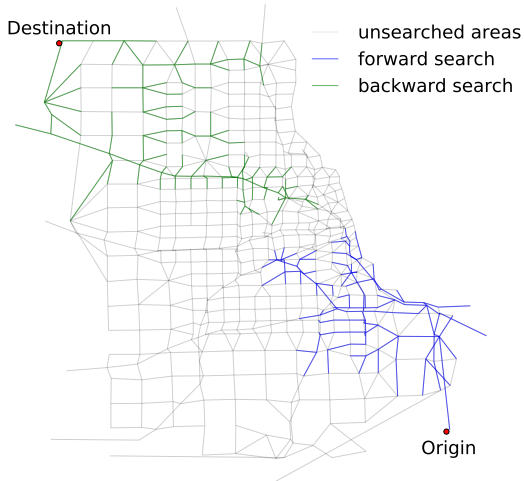 Destination
unsearched areas
forward search
backward search
Origin